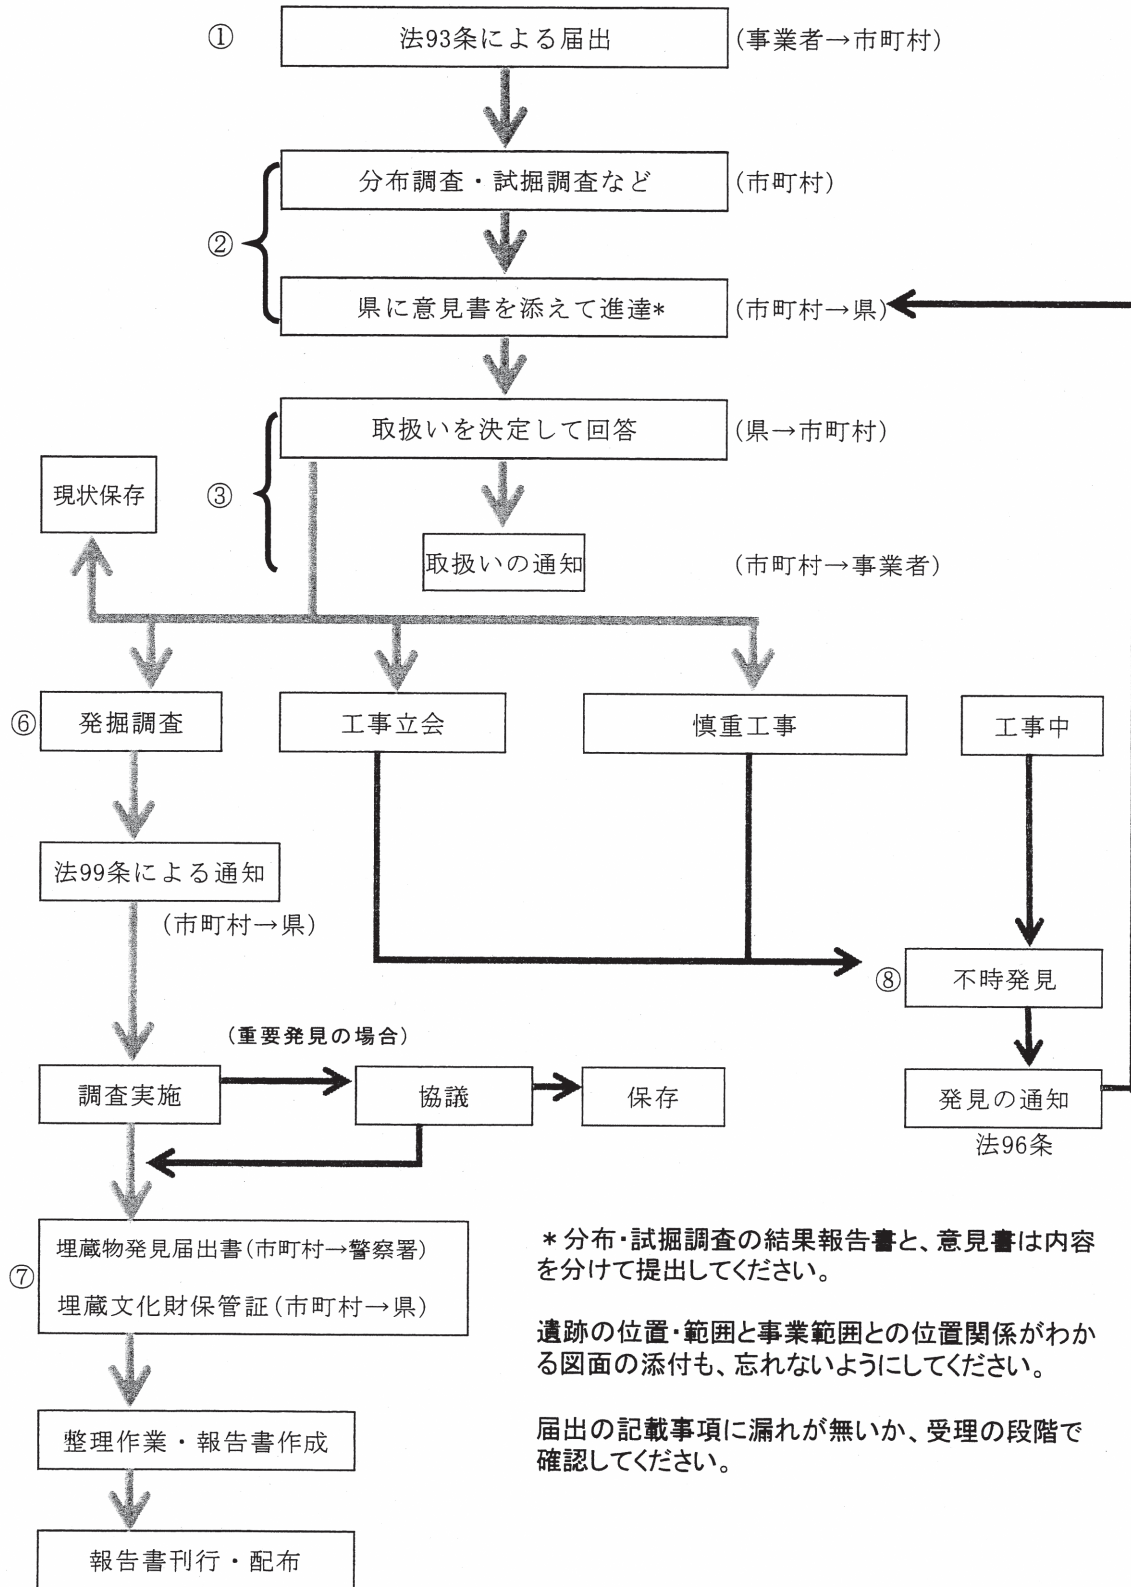 ① 法93条による届出 (事業者→市町村)
分布調査・試掘調査など (市町村)
②
県に意見書を添えて進達* (市町村→県)
取扱いを決定して回答 (県→市町村)
現状保存 ③
取扱いの通知 (市町村→事業者)
⑥ 発掘調査 工事立会 慎重工事 工事中
法99条による通知
(市町村→県)
⑧ 不時発見
(重要発見の場合)
調査実施 協議 保存 発見の通知
法96条
⑦ 埋蔵物発見届出書(市町村→警察署)
埋蔵文化財保管証(市町村→県)
整理作業・報告書作成
報告書刊行・配布
*分布・試掘調査の結果報告書と、意見書は内容
を分けて提出してください。
遺跡の位置・範囲と事業範囲との位置関係がわか
る図面の添付も、忘れないようにしてください。
届出の記載事項に漏れが無いか、受理の段階で
確認してください。